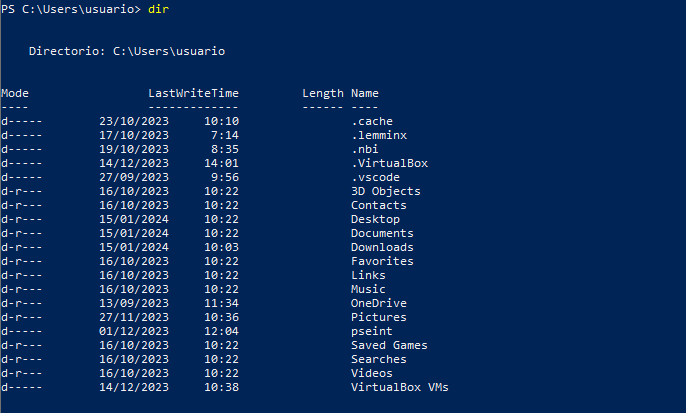 PS C:\Users\usuario> dir
Directorio: C:\Users\usuario
Mode                 LastWriteTime         Length Name
----                 -------------         ------ ----
d-----        23/10/2023     10:10                .cache
d-----        17/10/2023      7:14                .lemminx
d-----        19/10/2023      8:35                .nbi
d-----        14/12/2023     14:01                .VirtualBox
d-----        27/09/2023      9:56                .vscode
d-r---        16/10/2023     10:22                3D Objects
d-r---        16/10/2023     10:22                Contacts
d-r---        15/01/2024     10:22                Desktop
d-r---        15/01/2024     10:22                Documents
d-r---        15/01/2024     10:03                Downloads
d-r---        16/10/2023     10:22                Favorites
d-r---        16/10/2023     10:22                Links
d-r---        16/10/2023     10:22                Music
d-r---        13/09/2023     11:34                OneDrive
d-r---        27/11/2023     10:36                Pictures
d-----        01/12/2023     12:04                pseint
d-r---        16/10/2023     10:22                Saved Games
d-r---        16/10/2023     10:22                Searches
d-r---        16/10/2023     10:22                Videos
d-----        14/12/2023     10:38                VirtualBox VMs